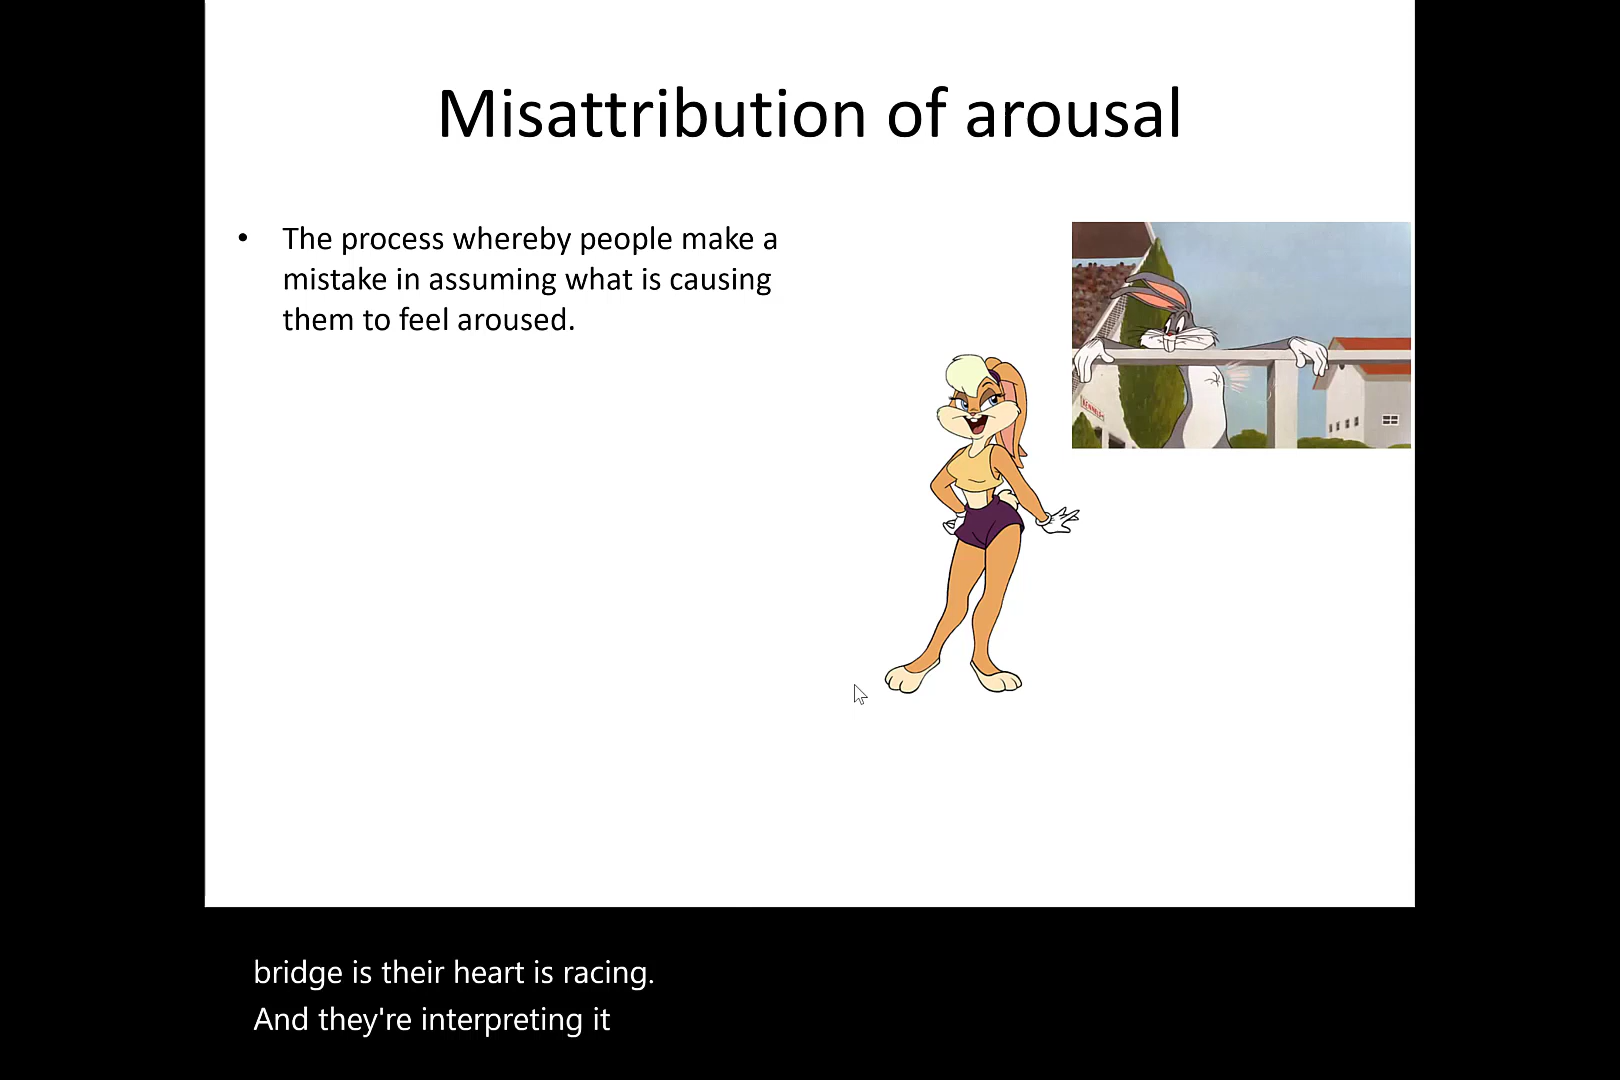 Misattribution of arousal
• The process whereby people make a
mistake in assuming what is causing
them to feel aroused.
bridge is their heart is racing.
And they're interpreting it